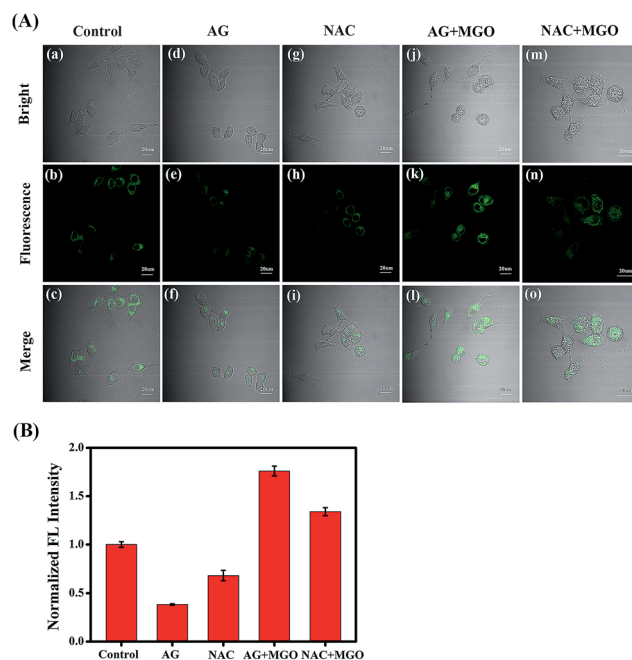 (A)
Control AG NAC AG+MGO NAC+MGO
Bright
(a) (d) (g) (j) (m)
20um 20um 20um 20um 20um
Fluorescence
(b) (e) (h) (k) (n)
20um 20um 20um 20um 20um
Merge
(c) (f) (i) (l) (o)
20um 20um 20um 20um
(B)
Normalized FL Intensity
2.0
1.5
1.0
0.5
0.0
Control AG NAC AG+MGO NAC+MGO